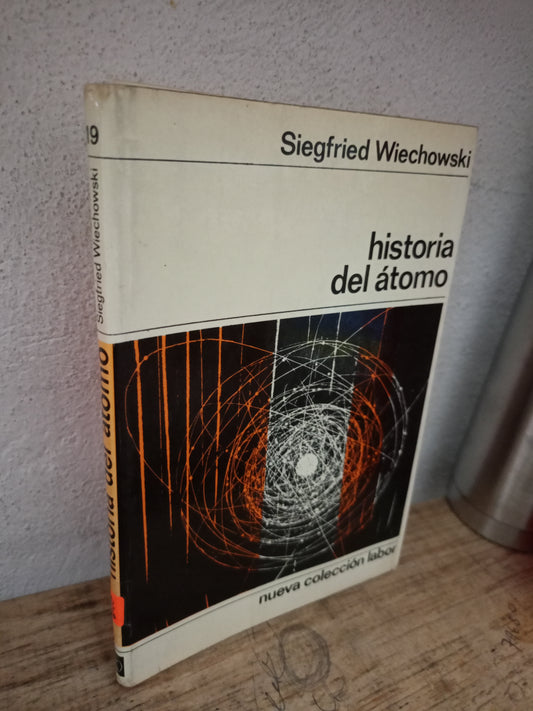 Siegfried Wiechowski
historia
del átomo
nueva colección labor
19
Siegfried Wiechowski
historia del átomo